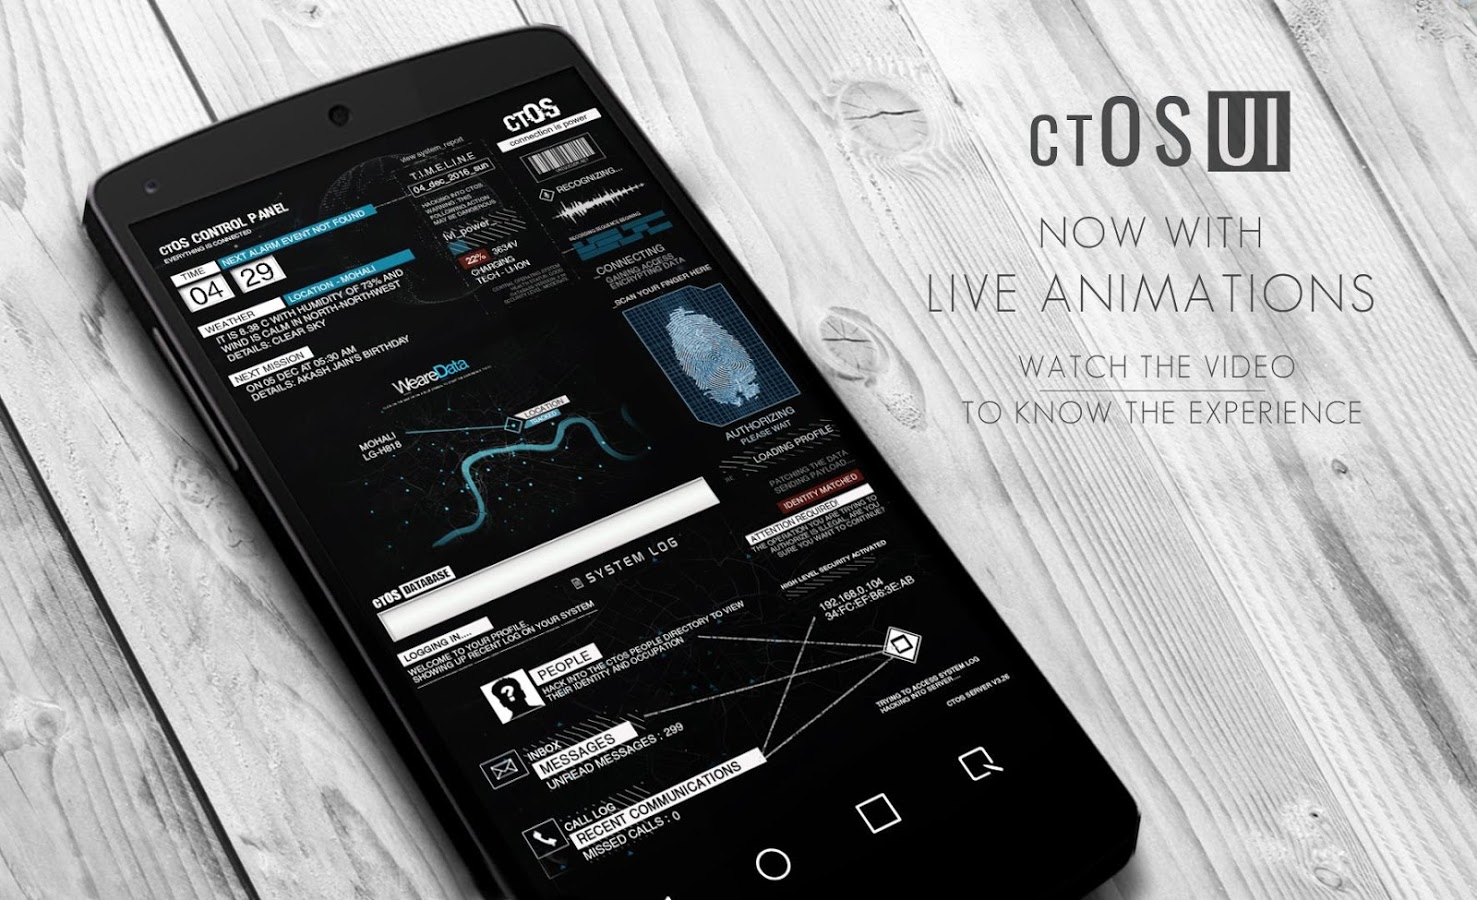 ctOS
connection is power
view system_report
T.I.M.E.L.I.N.E
04_dec_2016_sun
HACKING INTO CTOS
WARNING: THIS
FOLLOWING ACTION
MAY BE DANGEROUS
RECOGNIZING...
CTOS CONTROL PANEL
EVERYTHING IS CONNECTED
NEXT ALARM EVENT NOT FOUND
TIME
04 29
LOCATION - MOHALI
WEATHER
IT IS 8.38 C WITH HUMIDITY OF 73% AND
WIND IS CALM IN NORTH-NORTHWEST
DETAILS: CLEAR SKY
NEXT MISSION
ON 05 DEC AT 05:30 AM
DETAILS: AKASH JAIN'S BIRTHDAY
22% 3634V
CHARGING
TECH - LI-ION
RECORDING SEQUENCE BEGINING
..CONNECTING
GAINING ACCESS
ENCRYPTING DATA
SCAN YOUR FINGER HERE
AUTHORIZING
PLEASE WAIT
LOADING PROFILE
PATCHING THE DATA
SENDING PAYLOAD...
IDENTITY MATCHED
ATTENTION REQUIRED!
THE OPERATION YOU ARE TRYING TO
AUTHORIZE IS ILLEGAL. ARE YOU
SURE YOU WANT TO CONTINUE?
HIGH LEVEL SECURITY ACTIVATED
192.168.0.104
34:FC:EF:B6:3E:AB
WeareData
LOCATION
TRACKED
MOHALI
LG-H818
CTOS DATABASE
SYSTEM LOG
LOGGING IN....
WELCOME TO YOUR PROFILE.
SHOWING UP RECENT LOG ON YOUR SYSTEM
PEOPLE
HACK INTO THE CTOS PEOPLE DIRECTORY TO VIEW
THEIR IDENTITY AND OCCUPATION
INBOX
MESSAGES
UNREAD MESSAGES : 299
CALL LOG
RECENT COMMUNICATIONS
MISSED CALLS : 0
TRYING TO ACCESS SYSTEM LOG
HACKING INTO SERVER....
CTOS SERVER V3.26
CTOS UI
NOW WITH
LIVE ANIMATIONS
WATCH THE VIDEO
TO KNOW THE EXPERIENCE